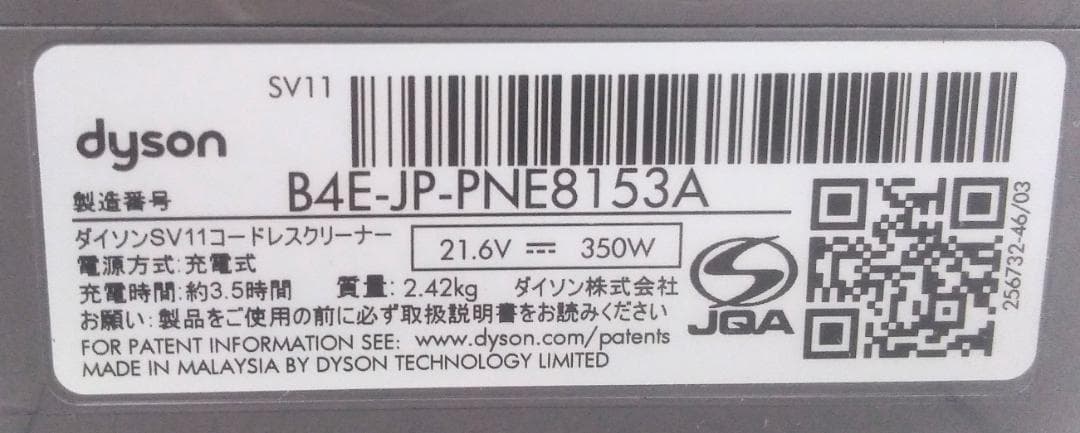 SV11
dyson
製造番号 B4E-JP-PNE8153A
ダイソンSV11コードレスクリーナー
21.6V ⎓ 350W
電源方式:充電式
充電時間:約3.5時間 質量: 2.42kg ダイソン株式会社
お願い:製品をご使用の前に必ず取扱説明書をお読みください
FOR PATENT INFORMATION SEE: www.dyson.com/patents
MADE IN MALAYSIA BY DYSON TECHNOLOGY LIMITED
JQA
256732-46/03